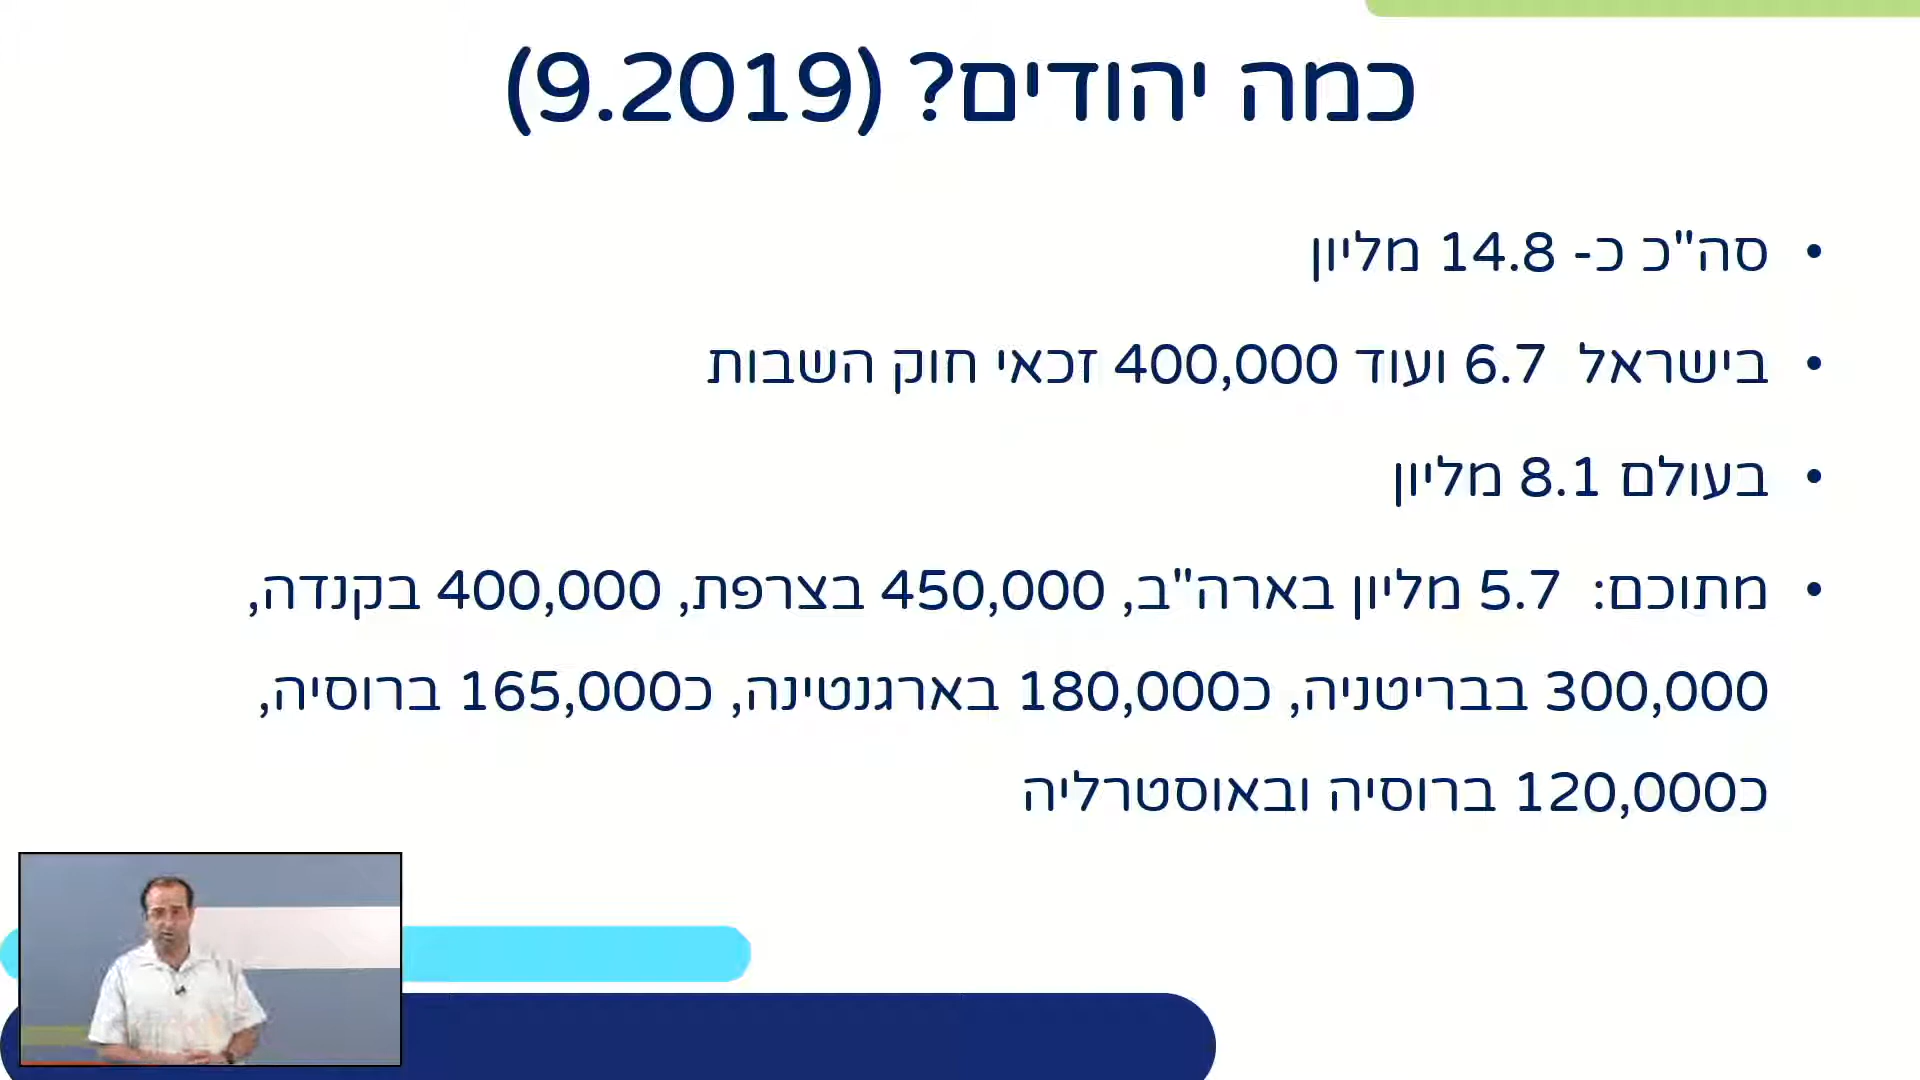 כמה יהודים? (9.2019)
• סה"כ כ- 14.8 מליון
• בישראל 6.7 ועוד 400,000 זכאי חוק השבות
• בעולם 8.1 מליון
• מתוכם: 5.7 מליון בארה"ב, 450,000 בצרפת, 400,000 בקנדה,
300,000 בבריטניה, כ180,000 בארגנטינה, כ165,000 ברוסיה,
כ120,000 ברוסיה ובאוסטרליה